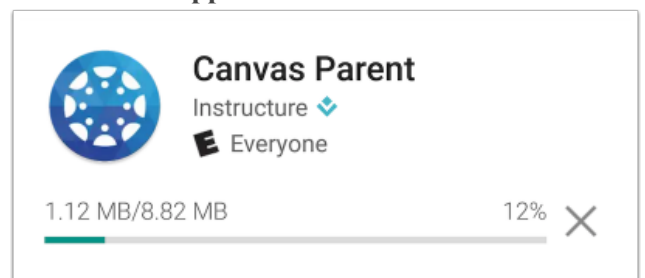 Canvas Parent
Instructure
E Everyone
1.12 MB/8.82 MB 12%